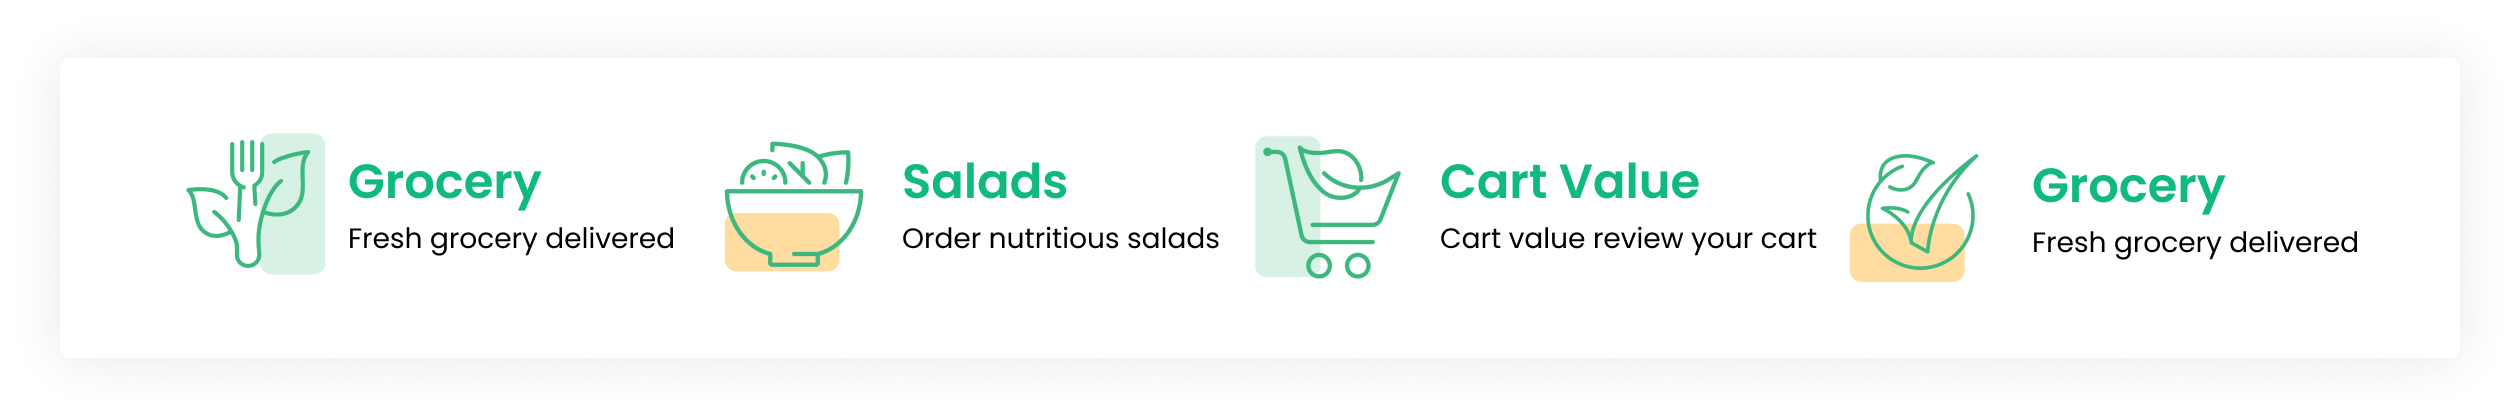 Grocery
Fresh grocery delivered
Salads
Order nutritious salads
Cart Value
Cart value review your cart
Grocery
Fresh grocery delivered